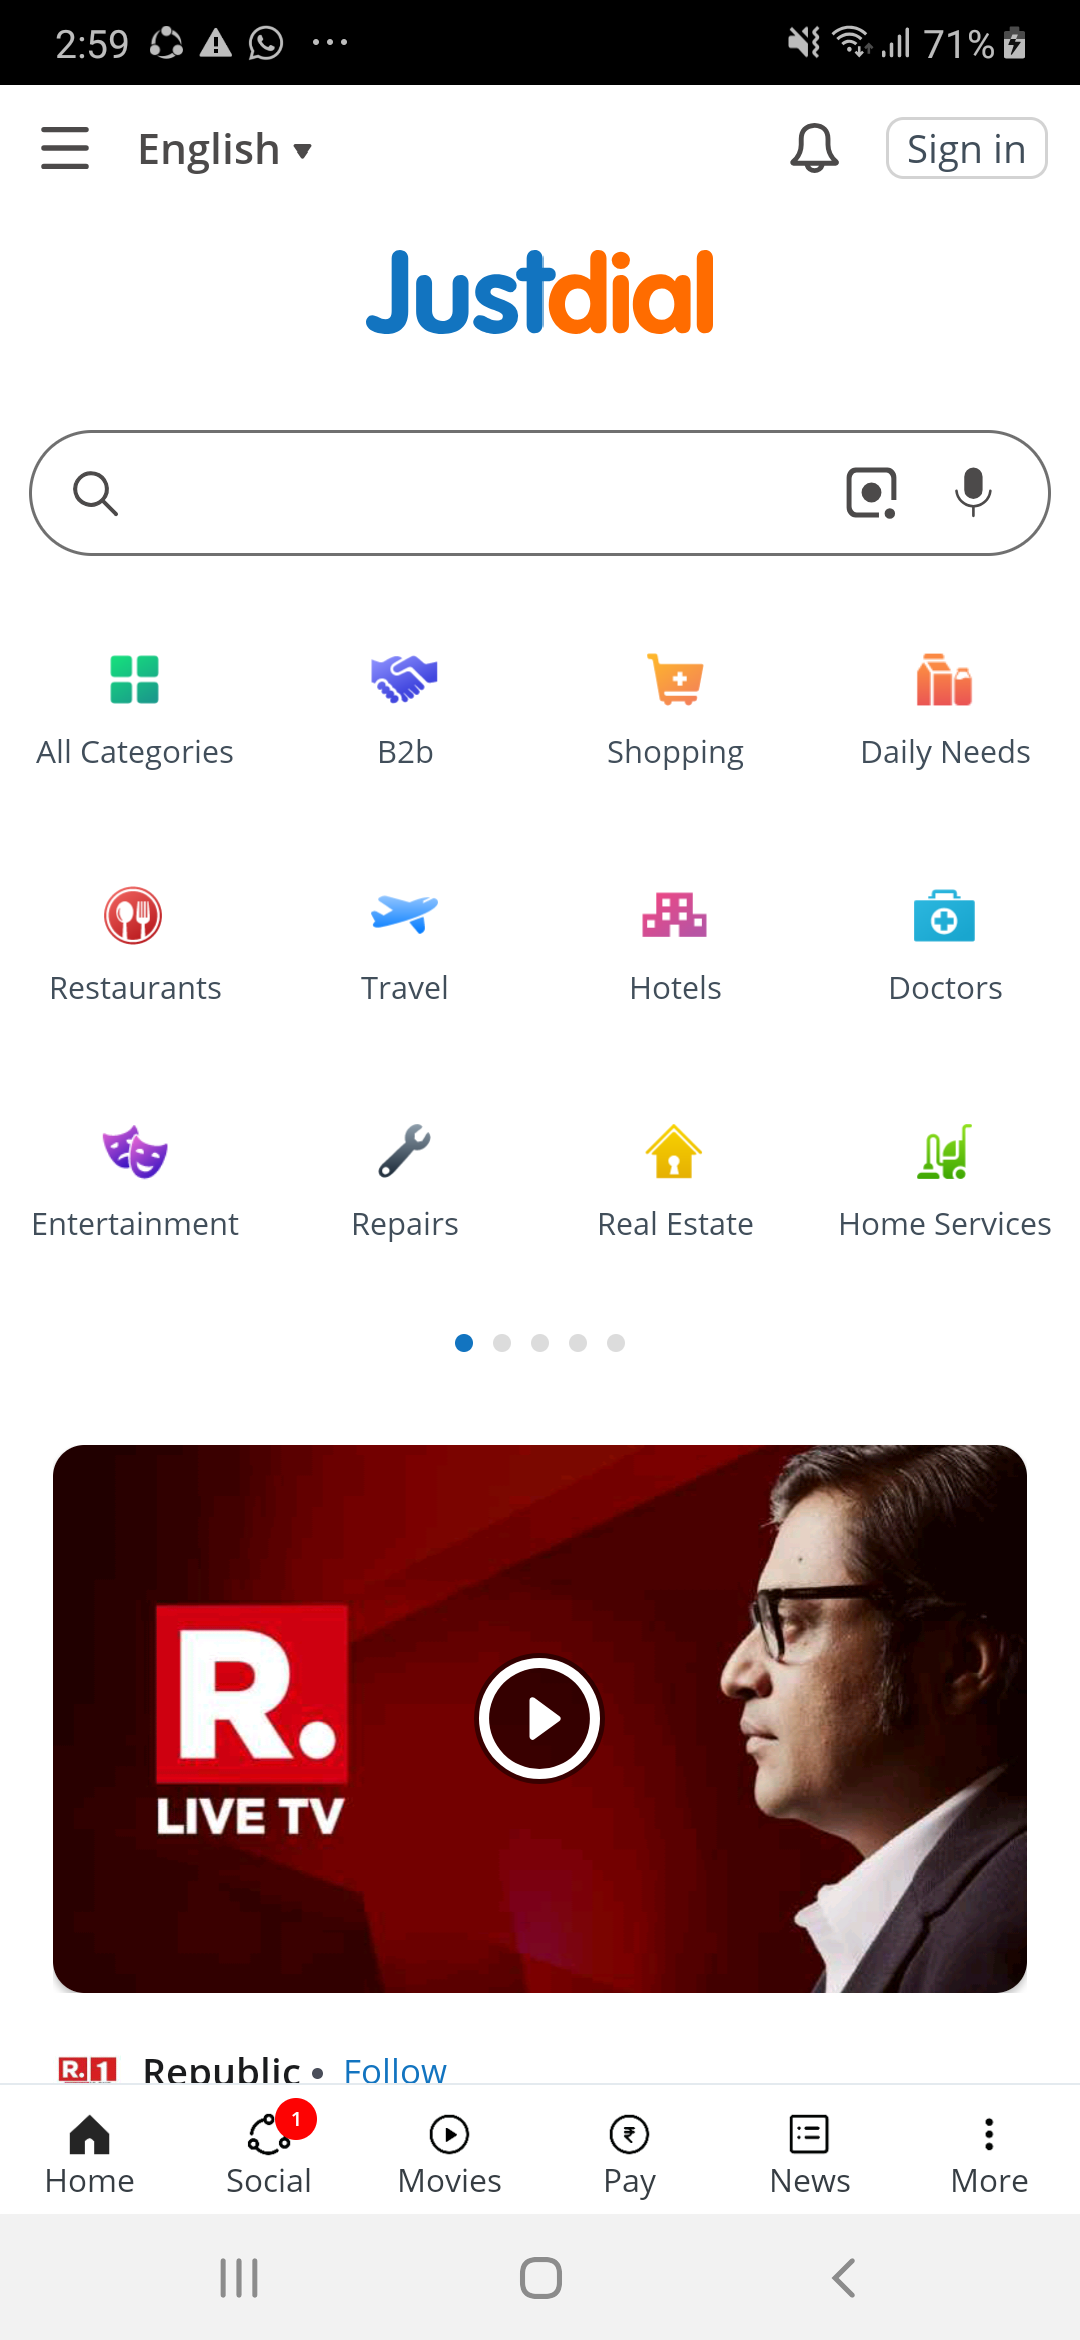 2:59 ... 71%
English ▾ Sign in
Justdial
All Categories B2b Shopping Daily Needs
Restaurants Travel Hotels Doctors
Entertainment Repairs Real Estate Home Services
R.
LIVE TV
R.1 Republic • Follow
1
₹
Home Social Movies Pay News More